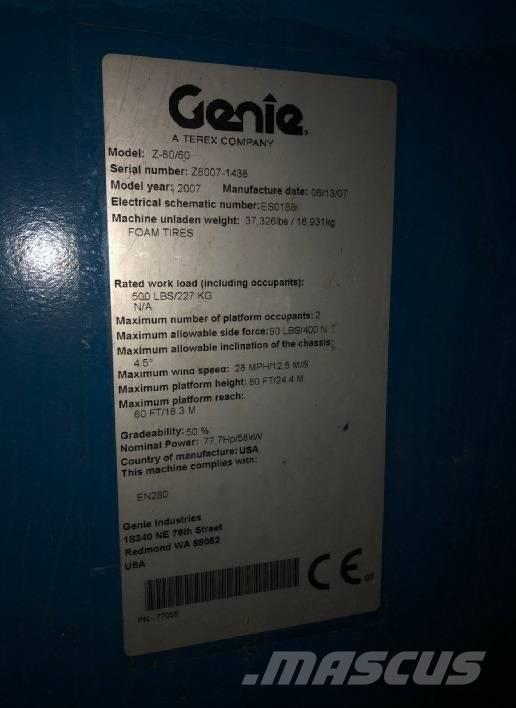 Genie
A TEREX COMPANY
Model: Z-80/60
Serial number: Z8007-1438
Model year: 2007 Manufacture date: 08/13/07
Electrical schematic number: ES0188
Machine unladen weight: 37,326lbs / 16,931kg
FOAM TIRES
Rated work load (including occupants):
500 LBS/227 KG
N/A
Maximum number of platform occupants: 2
Maximum allowable side force: 90 LBS/400 N
Maximum allowable inclination of the chassis:
4.5°
Maximum wind speed: 28 MPH/12.5 M/S
Maximum platform height: 80 FT/24.4 M
Maximum platform reach:
60 FT/18.3 M
Gradeability: 50 %
Nominal Power: 77.7Hp/58kW
Country of manufacture: USA
This machine complies with:
EN280
Genie Industries
18340 NE 76th Street
Redmond WA 98052
USA
CE 07
PN - 77055
MASCUS